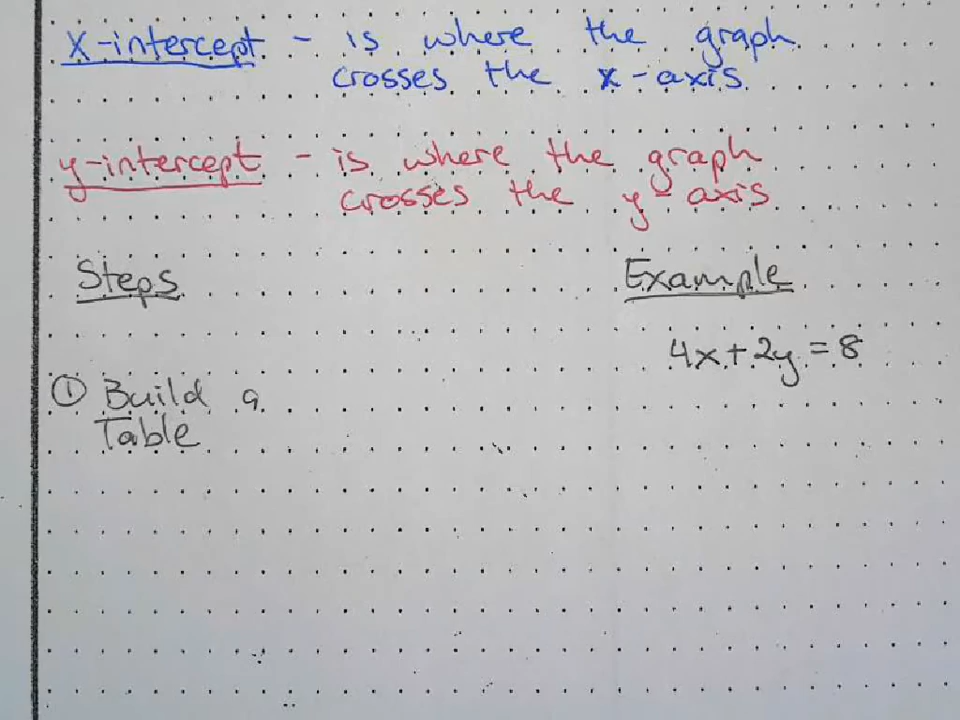 x-intercept - is where the graph
crosses the x-axis
y-intercept - is where the graph
crosses the y-axis
Steps
Example
4x+2y=8
① Build a
Table